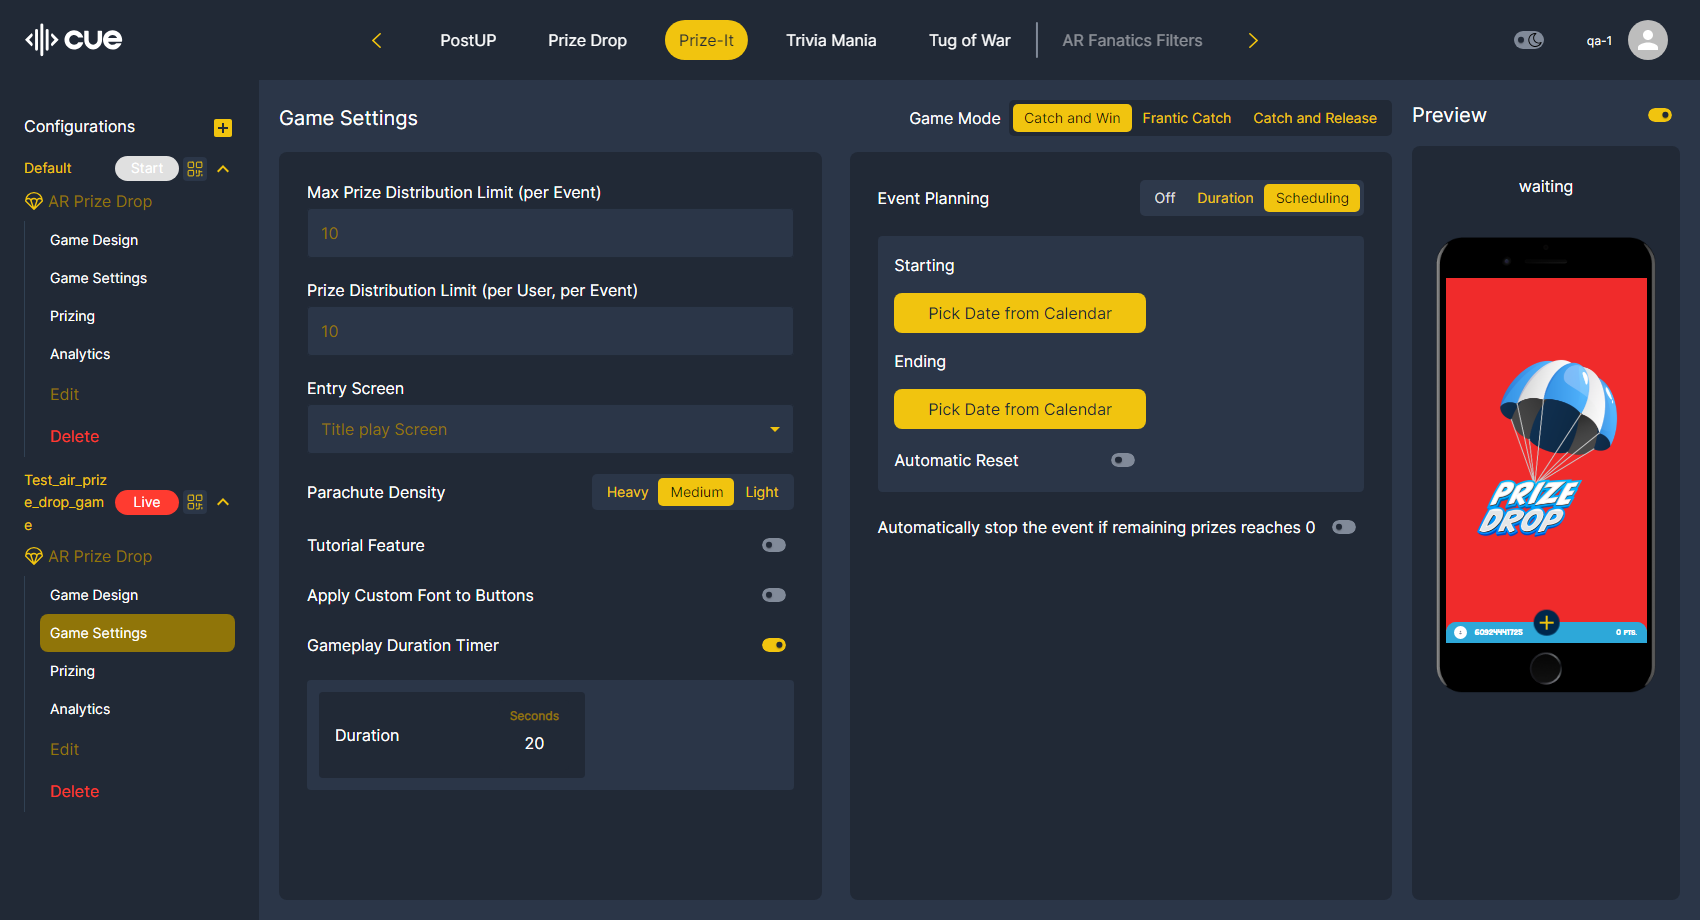 cue
PostUP
Prize Drop
Prize-It
Trivia Mania
Tug of War
AR Fanatics Filters
qa-1
Configurations
Default
Start
AR Prize Drop
Game Design
Game Settings
Prizing
Analytics
Edit
Delete
Test_air_priz
e_drop_gam
e
Live
AR Prize Drop
Game Design
Game Settings
Prizing
Analytics
Edit
Delete
Game Settings
Game Mode
Catch and Win
Frantic Catch
Catch and Release
Max Prize Distribution Limit (per Event)
10
Prize Distribution Limit (per User, per Event)
10
Entry Screen
Title play Screen
Parachute Density
Heavy
Medium
Light
Tutorial Feature
Apply Custom Font to Buttons
Gameplay Duration Timer
Duration
Seconds
20
Event Planning
Off
Duration
Scheduling
Starting
Pick Date from Calendar
Ending
Pick Date from Calendar
Automatic Reset
Automatically stop the event if remaining prizes reaches 0
Preview
waiting
PRIZE
DROP
0 PTS.